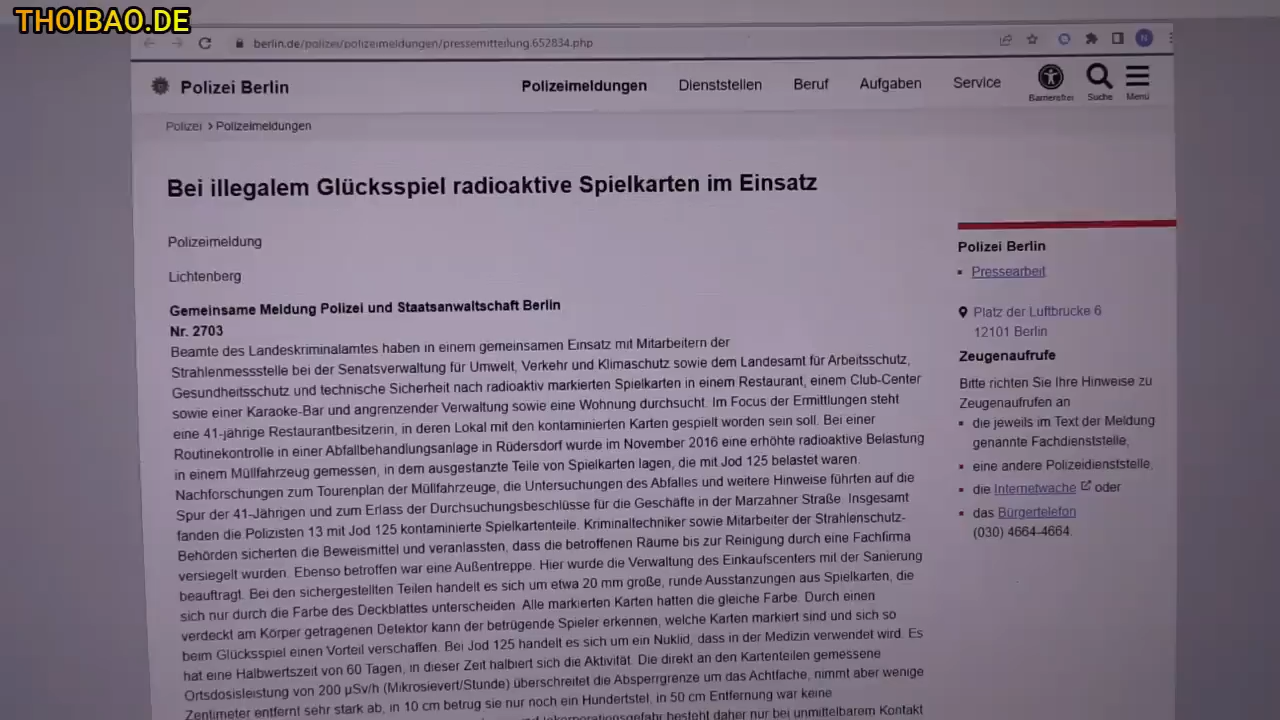 THOIBAO.DE
berlin.de/polizei/polizeimeldungen/pressemitteilung.652834.php
N
Polizei Berlin
Polizeimeldungen
Dienststellen
Beruf
Aufgaben
Service
Barrierefrei
Suche
Menü
Polizei > Polizeimeldungen
Bei illegalem Glücksspiel radioaktive Spielkarten im Einsatz
Polizeimeldung
Lichtenberg
Gemeinsame Meldung Polizei und Staatsanwaltschaft Berlin
Nr. 2703
Beamte des Landeskriminalamtes haben in einem gemeinsamen Einsatz mit Mitarbeitern der
Strahlenmessstelle bei der Senatsverwaltung für Umwelt, Verkehr und Klimaschutz sowie dem Landesamt für Arbeitsschutz,
Gesundheitsschutz und technische Sicherheit nach radioaktiv markierten Spielkarten in einem Restaurant, einem Club-Center
sowie einer Karaoke-Bar und angrenzender Verwaltung sowie eine Wohnung durchsucht. Im Focus der Ermittlungen steht
eine 41-jährige Restaurantbesitzerin, in deren Lokal mit den kontaminierten Karten gespielt worden sein soll. Bei einer
Routinekontrolle in einer Abfallbehandlungsanlage in Rüdersdorf wurde im November 2016 eine erhöhte radioaktive Belastung
in einem Müllfahrzeug gemessen, in dem ausgestanzte Teile von Spielkarten lagen, die mit Jod 125 belastet waren.
Nachforschungen zum Tourenplan der Müllfahrzeuge, die Untersuchungen des Abfalles und weitere Hinweise führten auf die
Spur der 41-Jährigen und zum Erlass der Durchsuchungsbeschlüsse für die Geschäfte in der Marzahner Straße. Insgesamt
fanden die Polizisten 13 mit Jod 125 kontaminierte Spielkartenteile. Kriminaltechniker sowie Mitarbeiter der Strahlenschutz-
Behörden sicherten die Beweismittel und veranlassten, dass die betroffenen Räume bis zur Reinigung durch eine Fachfirma
versiegelt wurden. Ebenso betroffen war eine Außentreppe. Hier wurde die Verwaltung des Einkaufscenters mit der Sanierung
beauftragt. Bei den sichergestellten Teilen handelt es sich um etwa 20 mm große, runde Ausstanzungen aus Spielkarten, die
sich nur durch die Farbe des Deckblattes unterscheiden. Alle markierten Karten hatten die gleiche Farbe. Durch einen
verdeckt am Körper getragenen Detektor kann der betrügende Spieler erkennen, welche Karten markiert sind und sich so
beim Glücksspiel einen Vorteil verschaffen. Bei Jod 125 handelt es sich um ein Nuklid, dass in der Medizin verwendet wird. Es
hat eine Halbwertszeit von 60 Tagen, in dieser Zeit halbiert sich die Aktivität. Die direkt an den Kartenteilen gemessene
Ortsdosisleistung von 200 µSv/h (Mikrosievert/Stunde) überschreitet die Absperrgrenze um das Achtfache, nimmt aber wenige
Zentimeter entfernt sehr stark ab, in 10 cm betrug sie nur noch ein Hundertstel, in 50 cm Entfernung war keine
besteht daher nur bei unmittelbarem Kontakt
Polizei Berlin
Pressearbeit
Platz der Luftbrücke 6
12101 Berlin
Zeugenaufrufe
Bitte richten Sie Ihre Hinweise zu
Zeugenaufrufen an
die jeweils im Text der Meldung
genannte Fachdienststelle,
eine andere Polizeidienststelle,
die Internetwache oder
das Bürgertelefon
(030) 4664-4664.